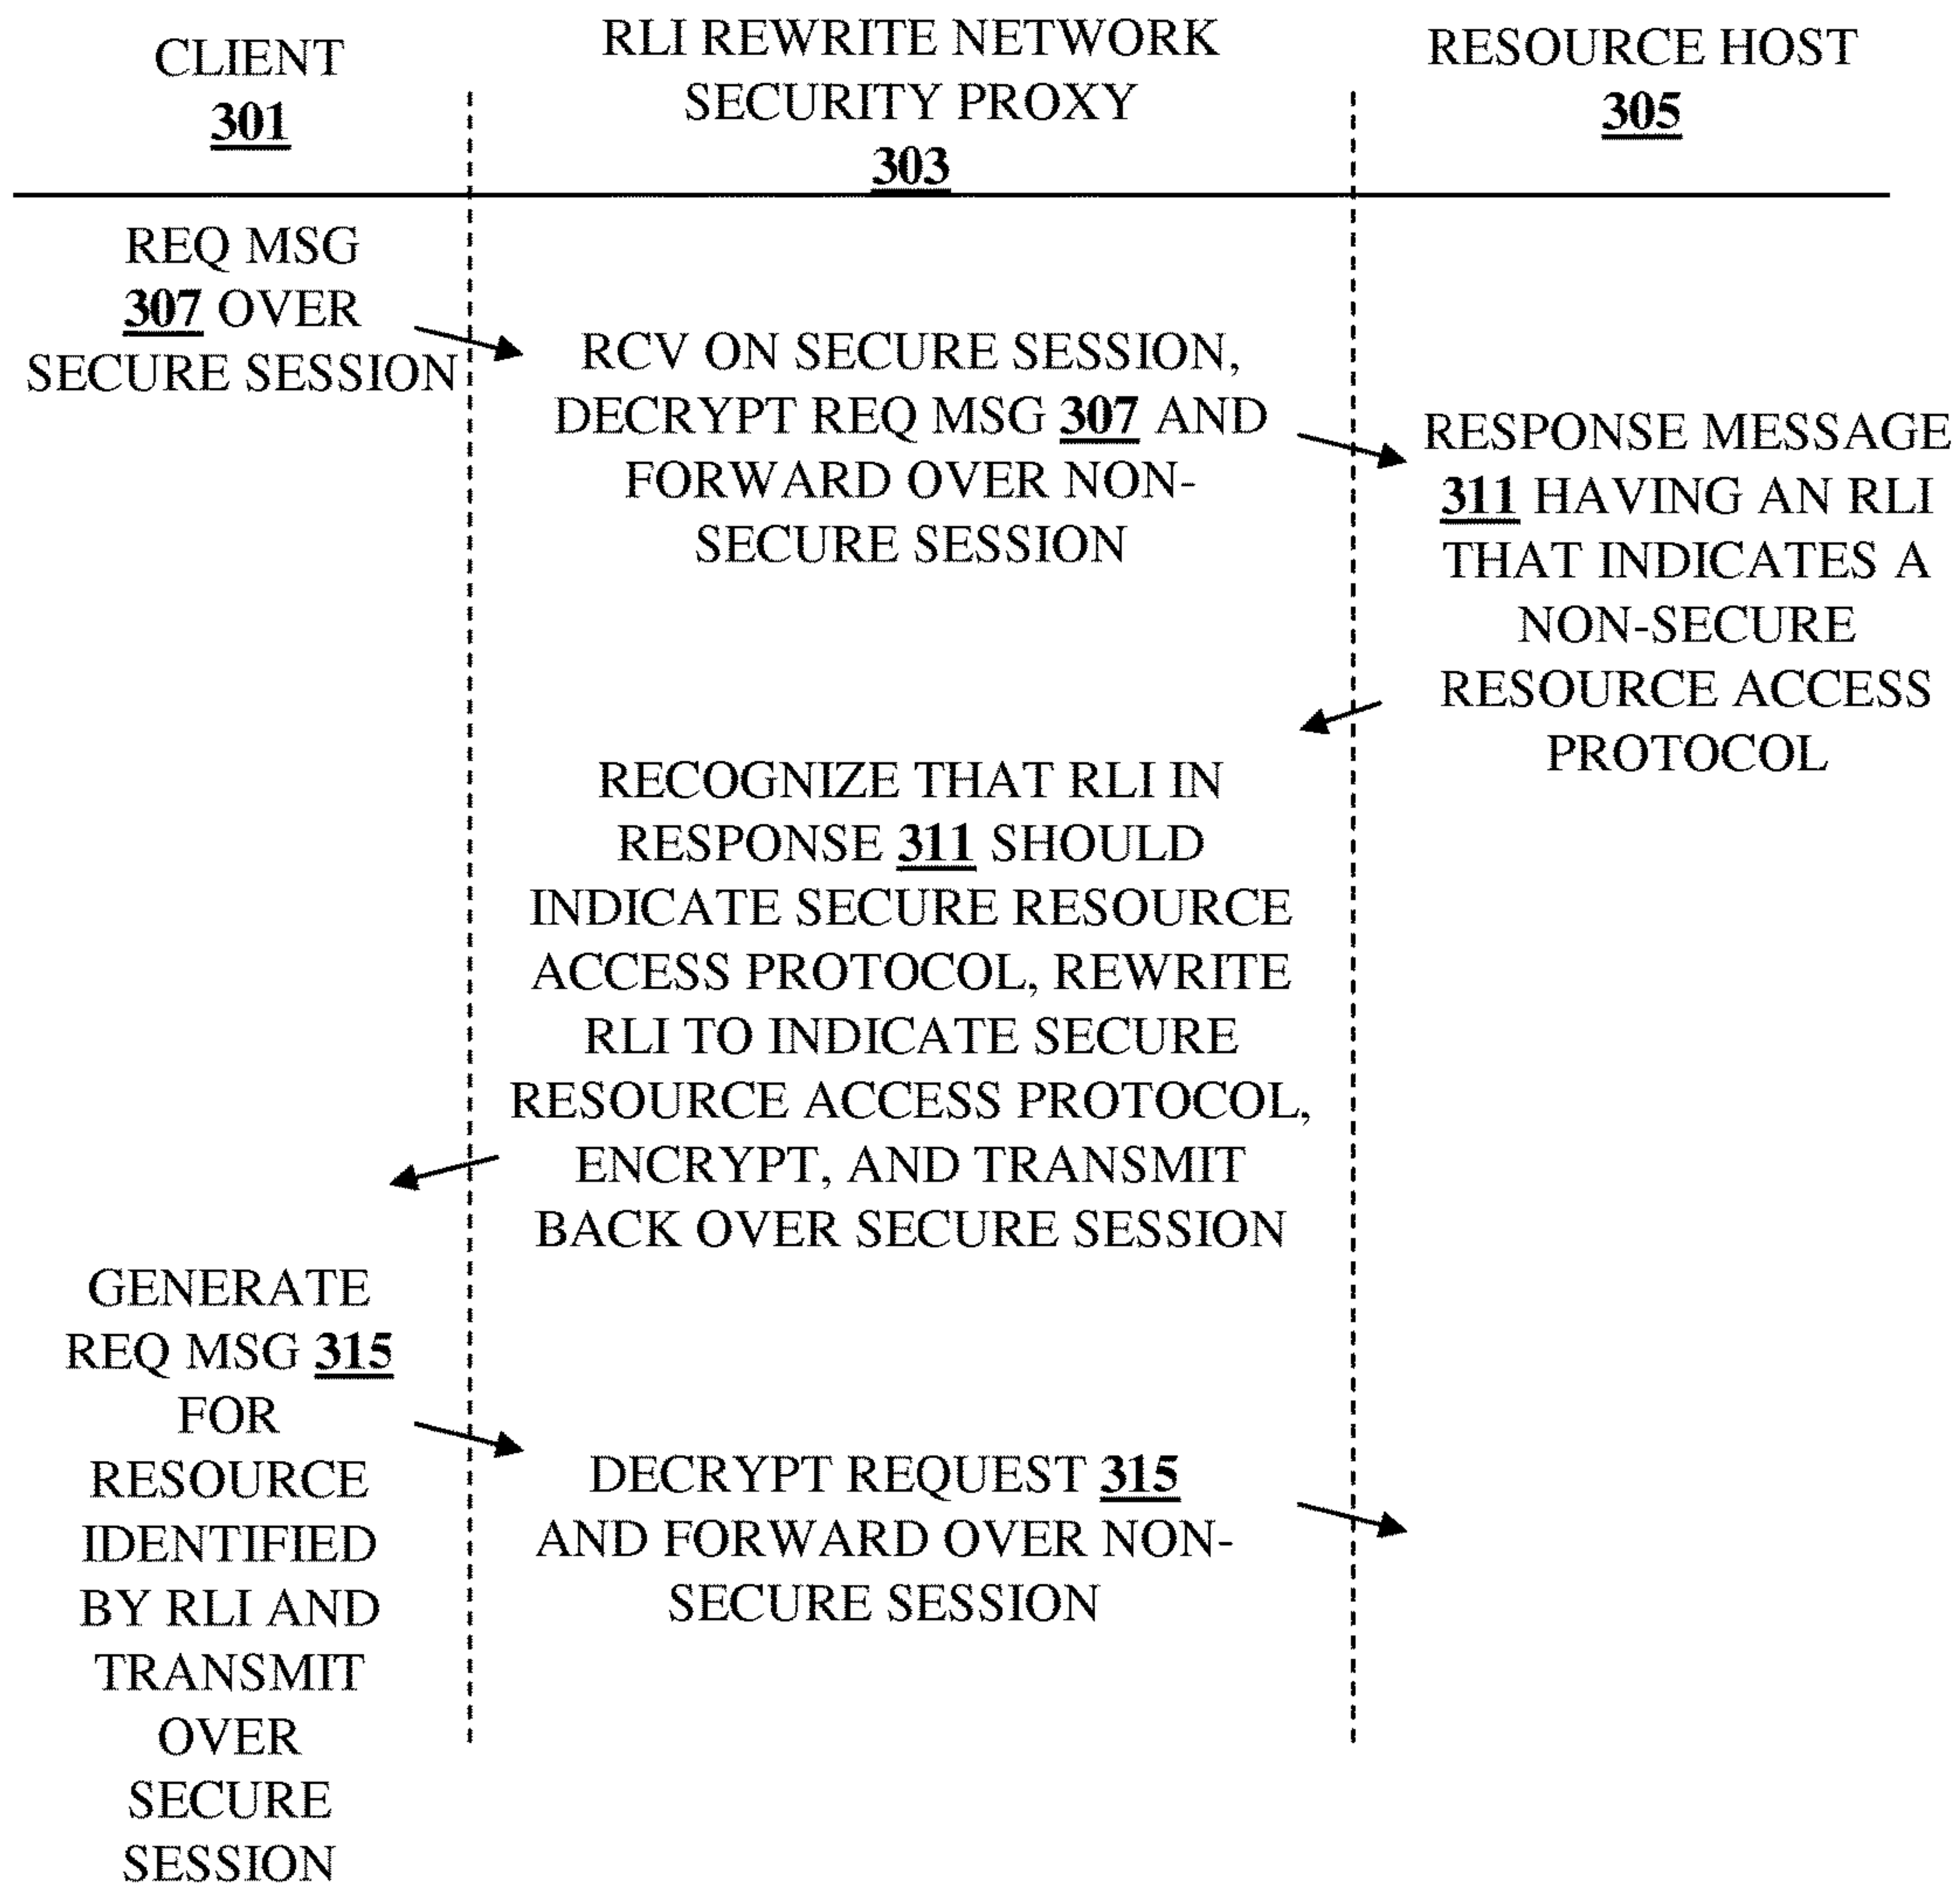 CLIENT
301
RLI REWRITE NETWORK
SECURITY PROXY
303
RESOURCE HOST
305
REQ MSG
307 OVER
SECURE SESSION
RCV ON SECURE SESSION,
DECRYPT REQ MSG 307 AND
FORWARD OVER NON-
SECURE SESSION
RESPONSE MESSAGE
311 HAVING AN RLI
THAT INDICATES A
NON-SECURE
RESOURCE ACCESS
PROTOCOL
RECOGNIZE THAT RLI IN
RESPONSE 311 SHOULD
INDICATE SECURE RESOURCE
ACCESS PROTOCOL, REWRITE
RLI TO INDICATE SECURE
RESOURCE ACCESS PROTOCOL,
ENCRYPT, AND TRANSMIT
BACK OVER SECURE SESSION
GENERATE
REQ MSG 315
FOR
RESOURCE
IDENTIFIED
BY RLI AND
TRANSMIT
OVER
SECURE
SESSION
DECRYPT REQUEST 315
AND FORWARD OVER NON-
SECURE SESSION